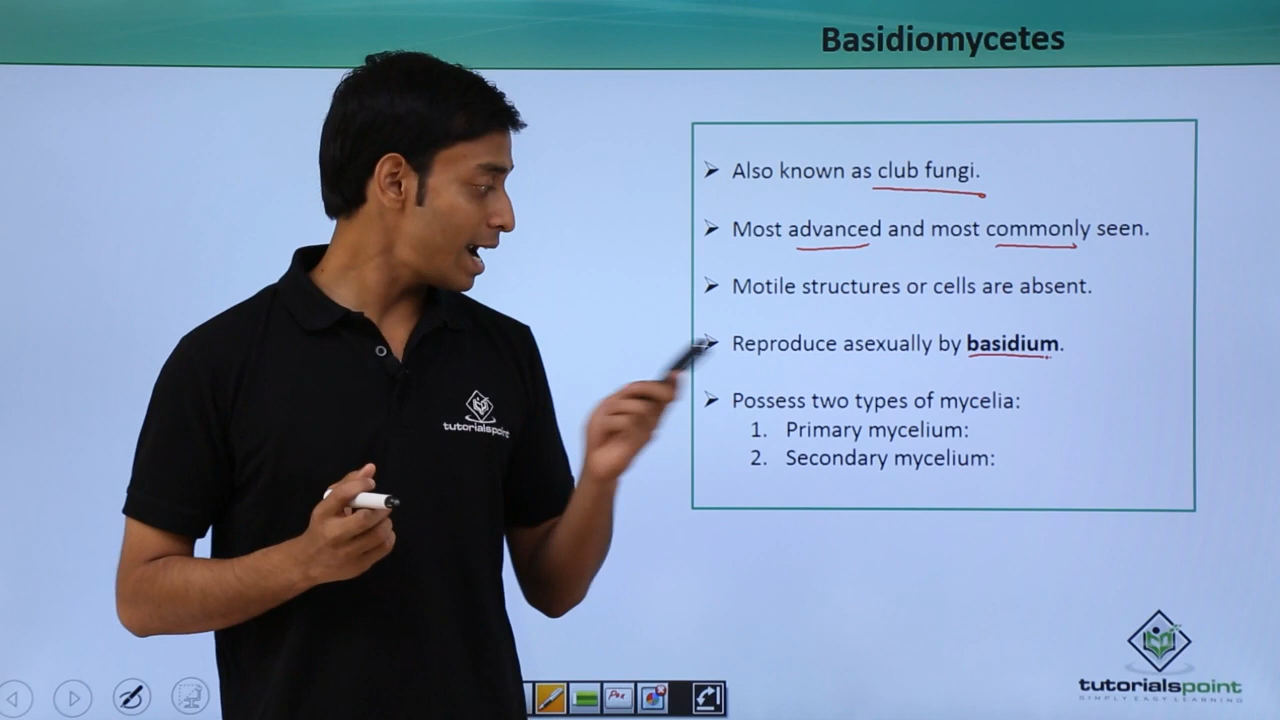 Basidiomycetes
➢ Also known as club fungi.
➢ Most advanced and most commonly seen.
➢ Motile structures or cells are absent.
➢ Reproduce asexually by basidium.
➢ Possess two types of mycelia:
1. Primary mycelium:
2. Secondary mycelium:
tutorialspoint
tutorialspoint
SIMPLY EASY LEARNING
Pen